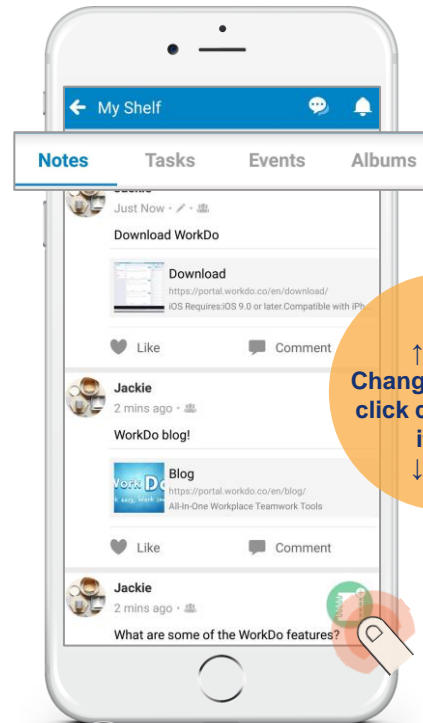 My Shelf
Notes Tasks Events Albums
Jackie
Just Now
Download WorkDo
Download
https://portal.workdo.co/en/download/
iOS Requires:iOS 9.0 or later.Compatible with iPh...
Like Comment
↑
click
↓
Jackie
2 mins ago
WorkDo blog!
Work
Blog
https://portal.workdo.co/en/blog/
All-In-One Workplace Teamwork Tools
Like Comment
Jackie
2 mins ago
What are some of the WorkDo features?